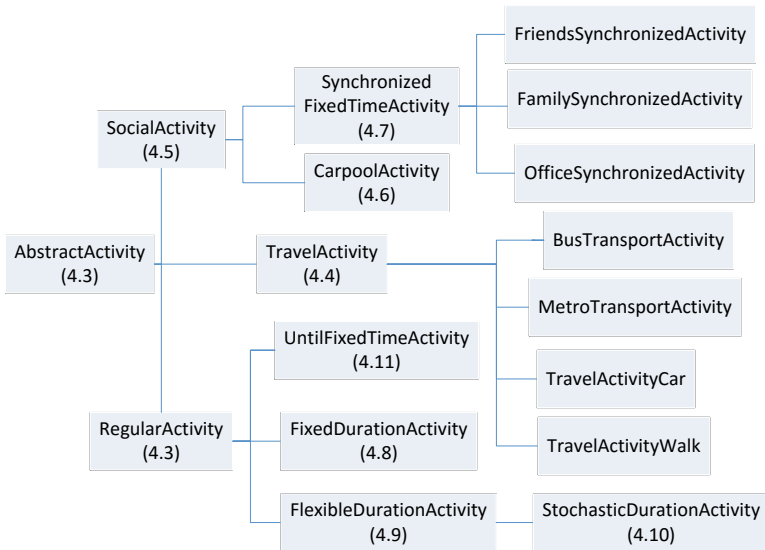 FriendsSynchronizedActivity
Synchronized
FixedTimeActivity
(4.7)
FamilySynchronizedActivity
SocialActivity
(4.5)
CarpoolActivity
(4.6)
OfficeSynchronizedActivity
AbstractActivity
(4.3)
TravelActivity
(4.4)
BusTransportActivity
MetroTransportActivity
UntilFixedTimeActivity
(4.11)
TravelActivityCar
RegularActivity
(4.3)
FixedDurationActivity
(4.8)
TravelActivityWalk
FlexibleDurationActivity
(4.9)
StochasticDurationActivity
(4.10)